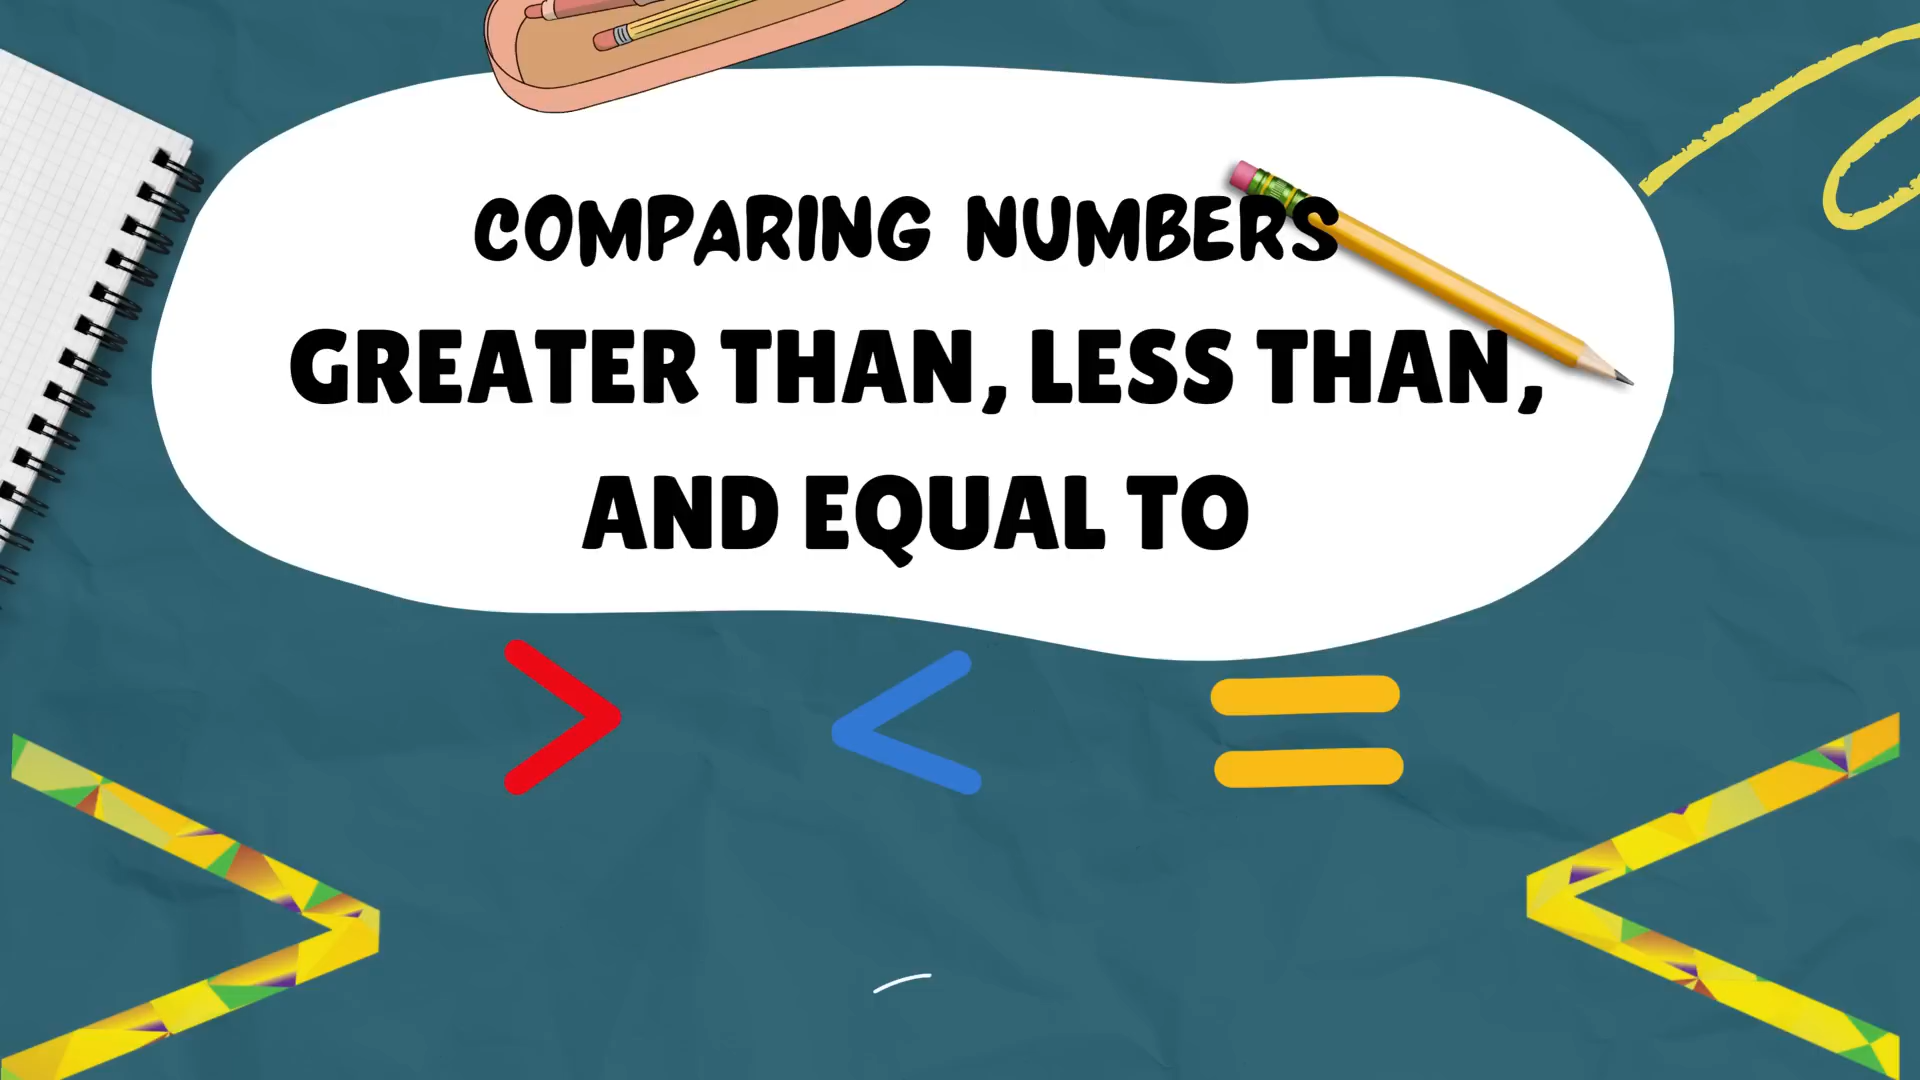 COMPARING NUMBERS
GREATER THAN, LESS THAN,
AND EQUAL TO
> < =
> <